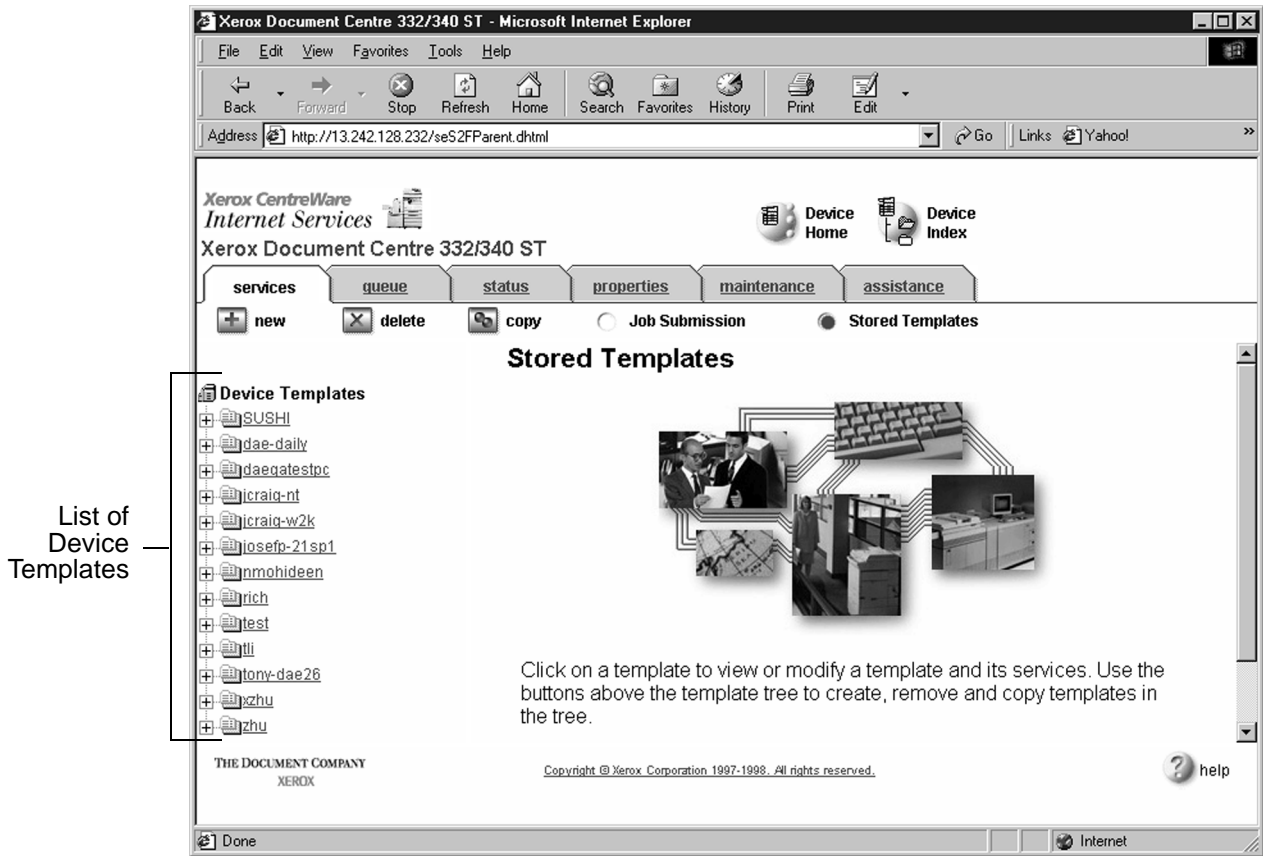 Xerox Document Centre 332/340 ST - Microsoft Internet Explorer
File Edit View Favorites Tools Help
Back Forward Stop Refresh Home Search Favorites History Print Edit
Address http://13.242.128.232/seS2FParent.dhtml Go Links Yahoo! »
Xerox CentreWare
Internet Services
Xerox Document Centre 332/340 ST
Device Home
Device Index
services queue status properties maintenance assistance
new delete copy Job Submission Stored Templates
Stored Templates
List of Device Templates
Device Templates
SUSHI
dae-daily
daeqatestpc
jcraig-nt
jcraig-w2k
josefp-21sp1
nmohideen
rich
test
tli
tony-dae26
xzhu
zhu
Click on a template to view or modify a template and its services. Use the
buttons above the template tree to create, remove and copy templates in
the tree.
THE DOCUMENT COMPANY
XEROX
Copyright © Xerox Corporation 1997-1998. All rights reserved.
? help
Done Internet